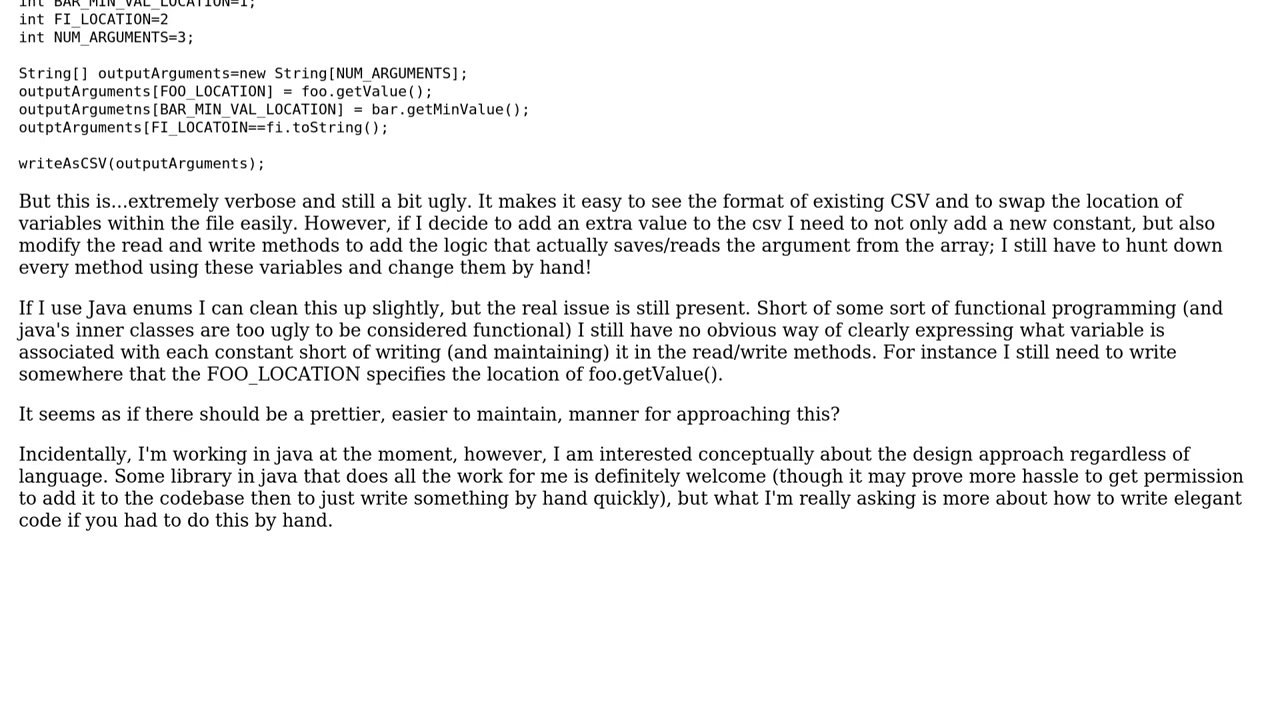 int BAR_MIN_VAL_LOCATION=1;
int FI_LOCATION=2
int NUM_ARGUMENTS=3;
String[] outputArguments=new String[NUM_ARGUMENTS];
outputArguments[FOO_LOCATION] = foo.getValue();
outputArgumetns[BAR_MIN_VAL_LOCATION] = bar.getMinValue();
outptArguments[FI_LOCATOIN==fi.toString();
writeAsCSV(outputArguments);
But this is...extremely verbose and still a bit ugly. It makes it easy to see the format of existing CSV and to swap the location of
variables within the file easily. However, if I decide to add an extra value to the csv I need to not only add a new constant, but also
modify the read and write methods to add the logic that actually saves/reads the argument from the array; I still have to hunt down
every method using these variables and change them by hand!
If I use Java enums I can clean this up slightly, but the real issue is still present. Short of some sort of functional programming (and
java's inner classes are too ugly to be considered functional) I still have no obvious way of clearly expressing what variable is
associated with each constant short of writing (and maintaining) it in the read/write methods. For instance I still need to write
somewhere that the FOO_LOCATION specifies the location of foo.getValue().
It seems as if there should be a prettier, easier to maintain, manner for approaching this?
Incidentally, I'm working in java at the moment, however, I am interested conceptually about the design approach regardless of
language. Some library in java that does all the work for me is definitely welcome (though it may prove more hassle to get permission
to add it to the codebase then to just write something by hand quickly), but what I'm really asking is more about how to write elegant
code if you had to do this by hand.